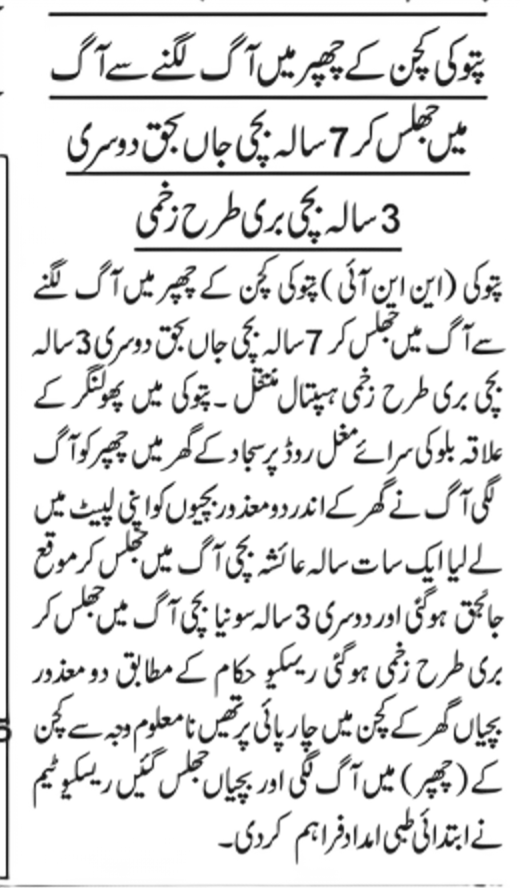 پتوکی کچن کے چھپر میں آگ لگنے سے آگ
میں جھلس کر 7 سالہ بچی جاں بحق دوسری
3 سالہ بچی بری طرح زخمی
پتوکی (این این آئی) پتوکی کچن کے چھپر میں آگ لگنے
سے آگ میں جھلس کر 7 سالہ بچی جاں بحق دوسری 3 سالہ
بچی بری طرح زخمی ہسپتال منتقل ۔ پتوکی میں پھولنگر کے
علاقہ بلوکی سرائے مغل روڈ پر سجاد کے گھر میں چھپر کو آگ
لگی آگ نے گھر کے اندر دو معذور بچیوں کو اپنی لپیٹ میں
لے لیا ایک سات سالہ عائشہ بچی آگ میں جھلس کر موقع
جانبحق ہوگئی اور دوسری 3 سالہ سونیا بچی آگ میں جھلس کر
بری طرح زخمی ہوگئی ریسکیو حکام کے مطابق دو معذور
بچیاں گھر کے کچن میں چارپائی پر تھیں نامعلوم وجہ سے کچن
کے (چھپر) میں آگ لگی اور بچیاں جھلس گئیں ریسکیو ٹیم
نے ابتدائی طبی امداد فراہم کردی۔